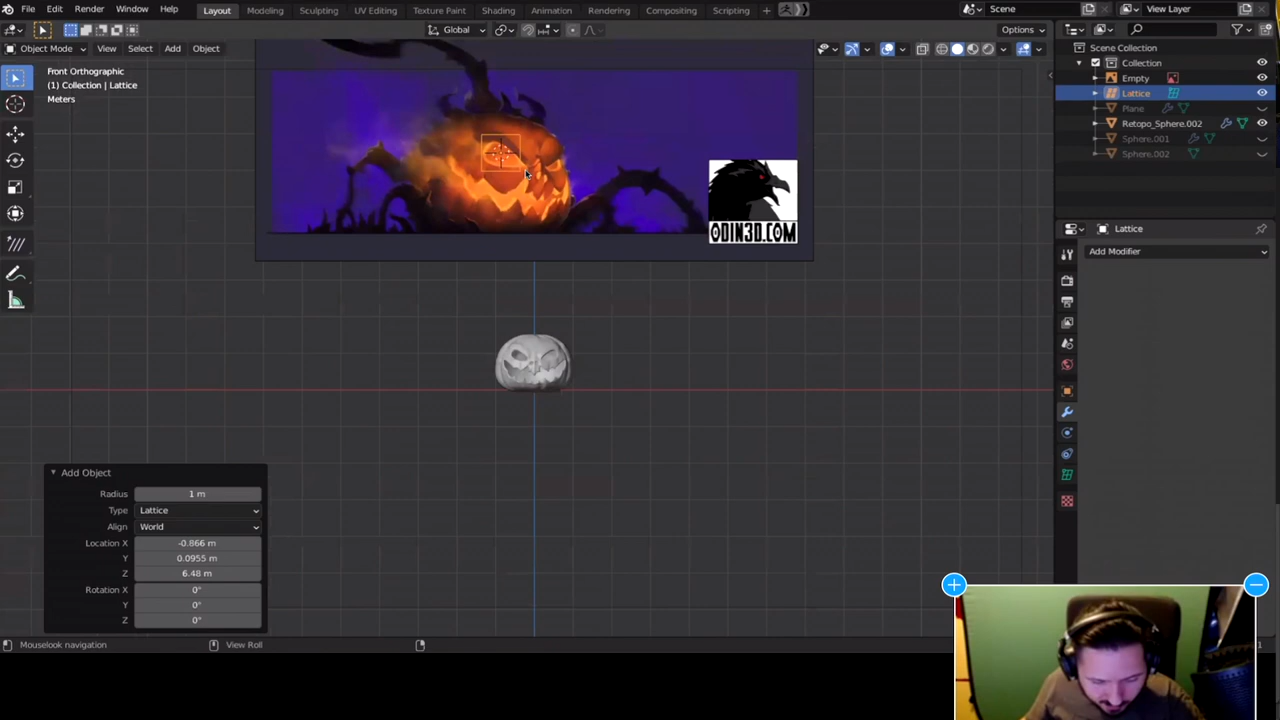 File Edit Render Window Help Layout Modeling Sculpting UV Editing Texture Paint Shading Animation Rendering Compositing Scripting + Scene View Layer
Object Mode View Select Add Object Global Options
Front Orthographic
(1) Collection | Lattice
Meters
Scene Collection
Collection
Empty
Lattice
Plane
Retopo_Sphere.002
Sphere.001
Sphere.002
Lattice
Add Modifier
ODIN3D.COM
Add Object
Radius 1 m
Type Lattice
Align World
Location X -0.866 m
Y 0.0955 m
Z 6.48 m
Rotation X 0°
Y 0°
Z 0°
Mouselook navigation View Roll